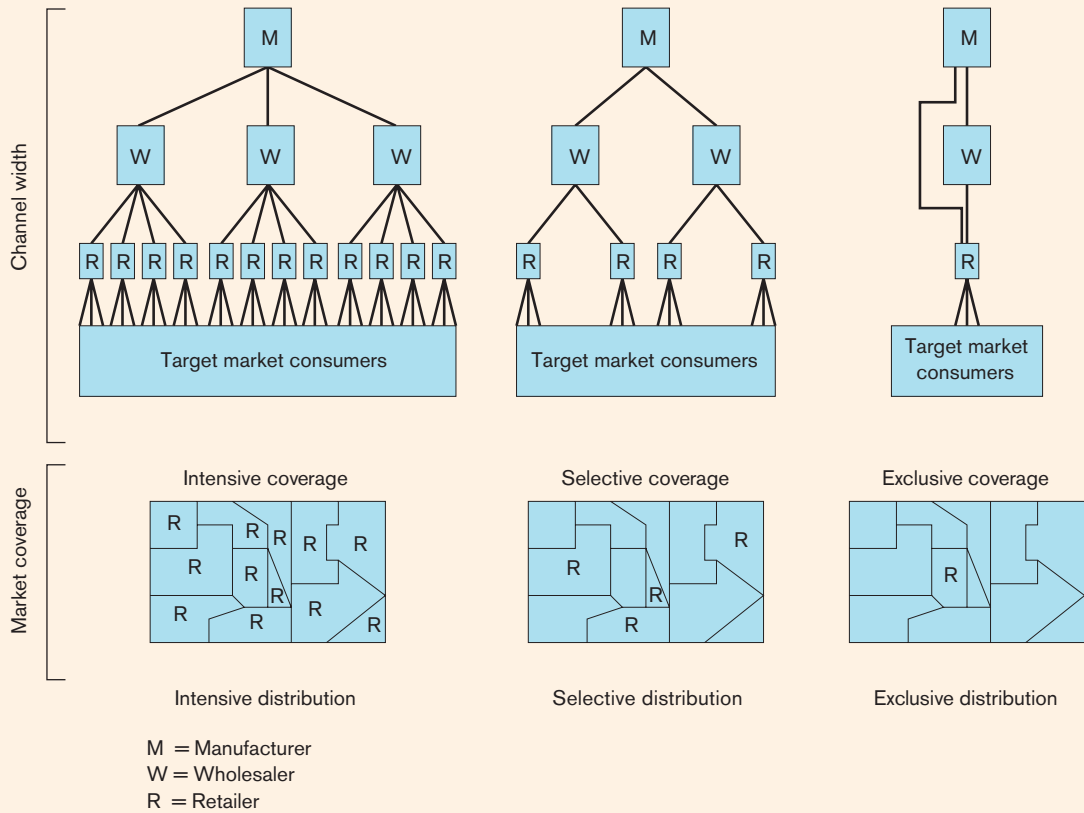 Channel width
M M M
W W W W W W
R R R R R R R R R R R R R R R R R
Target market consumers Target market consumers Target market
consumers
Market coverage
Intensive coverage Selective coverage Exclusive coverage
R R R R R R R R R R R R
R R R R
R
Intensive distribution Selective distribution Exclusive distribution
M = Manufacturer
W = Wholesaler
R = Retailer